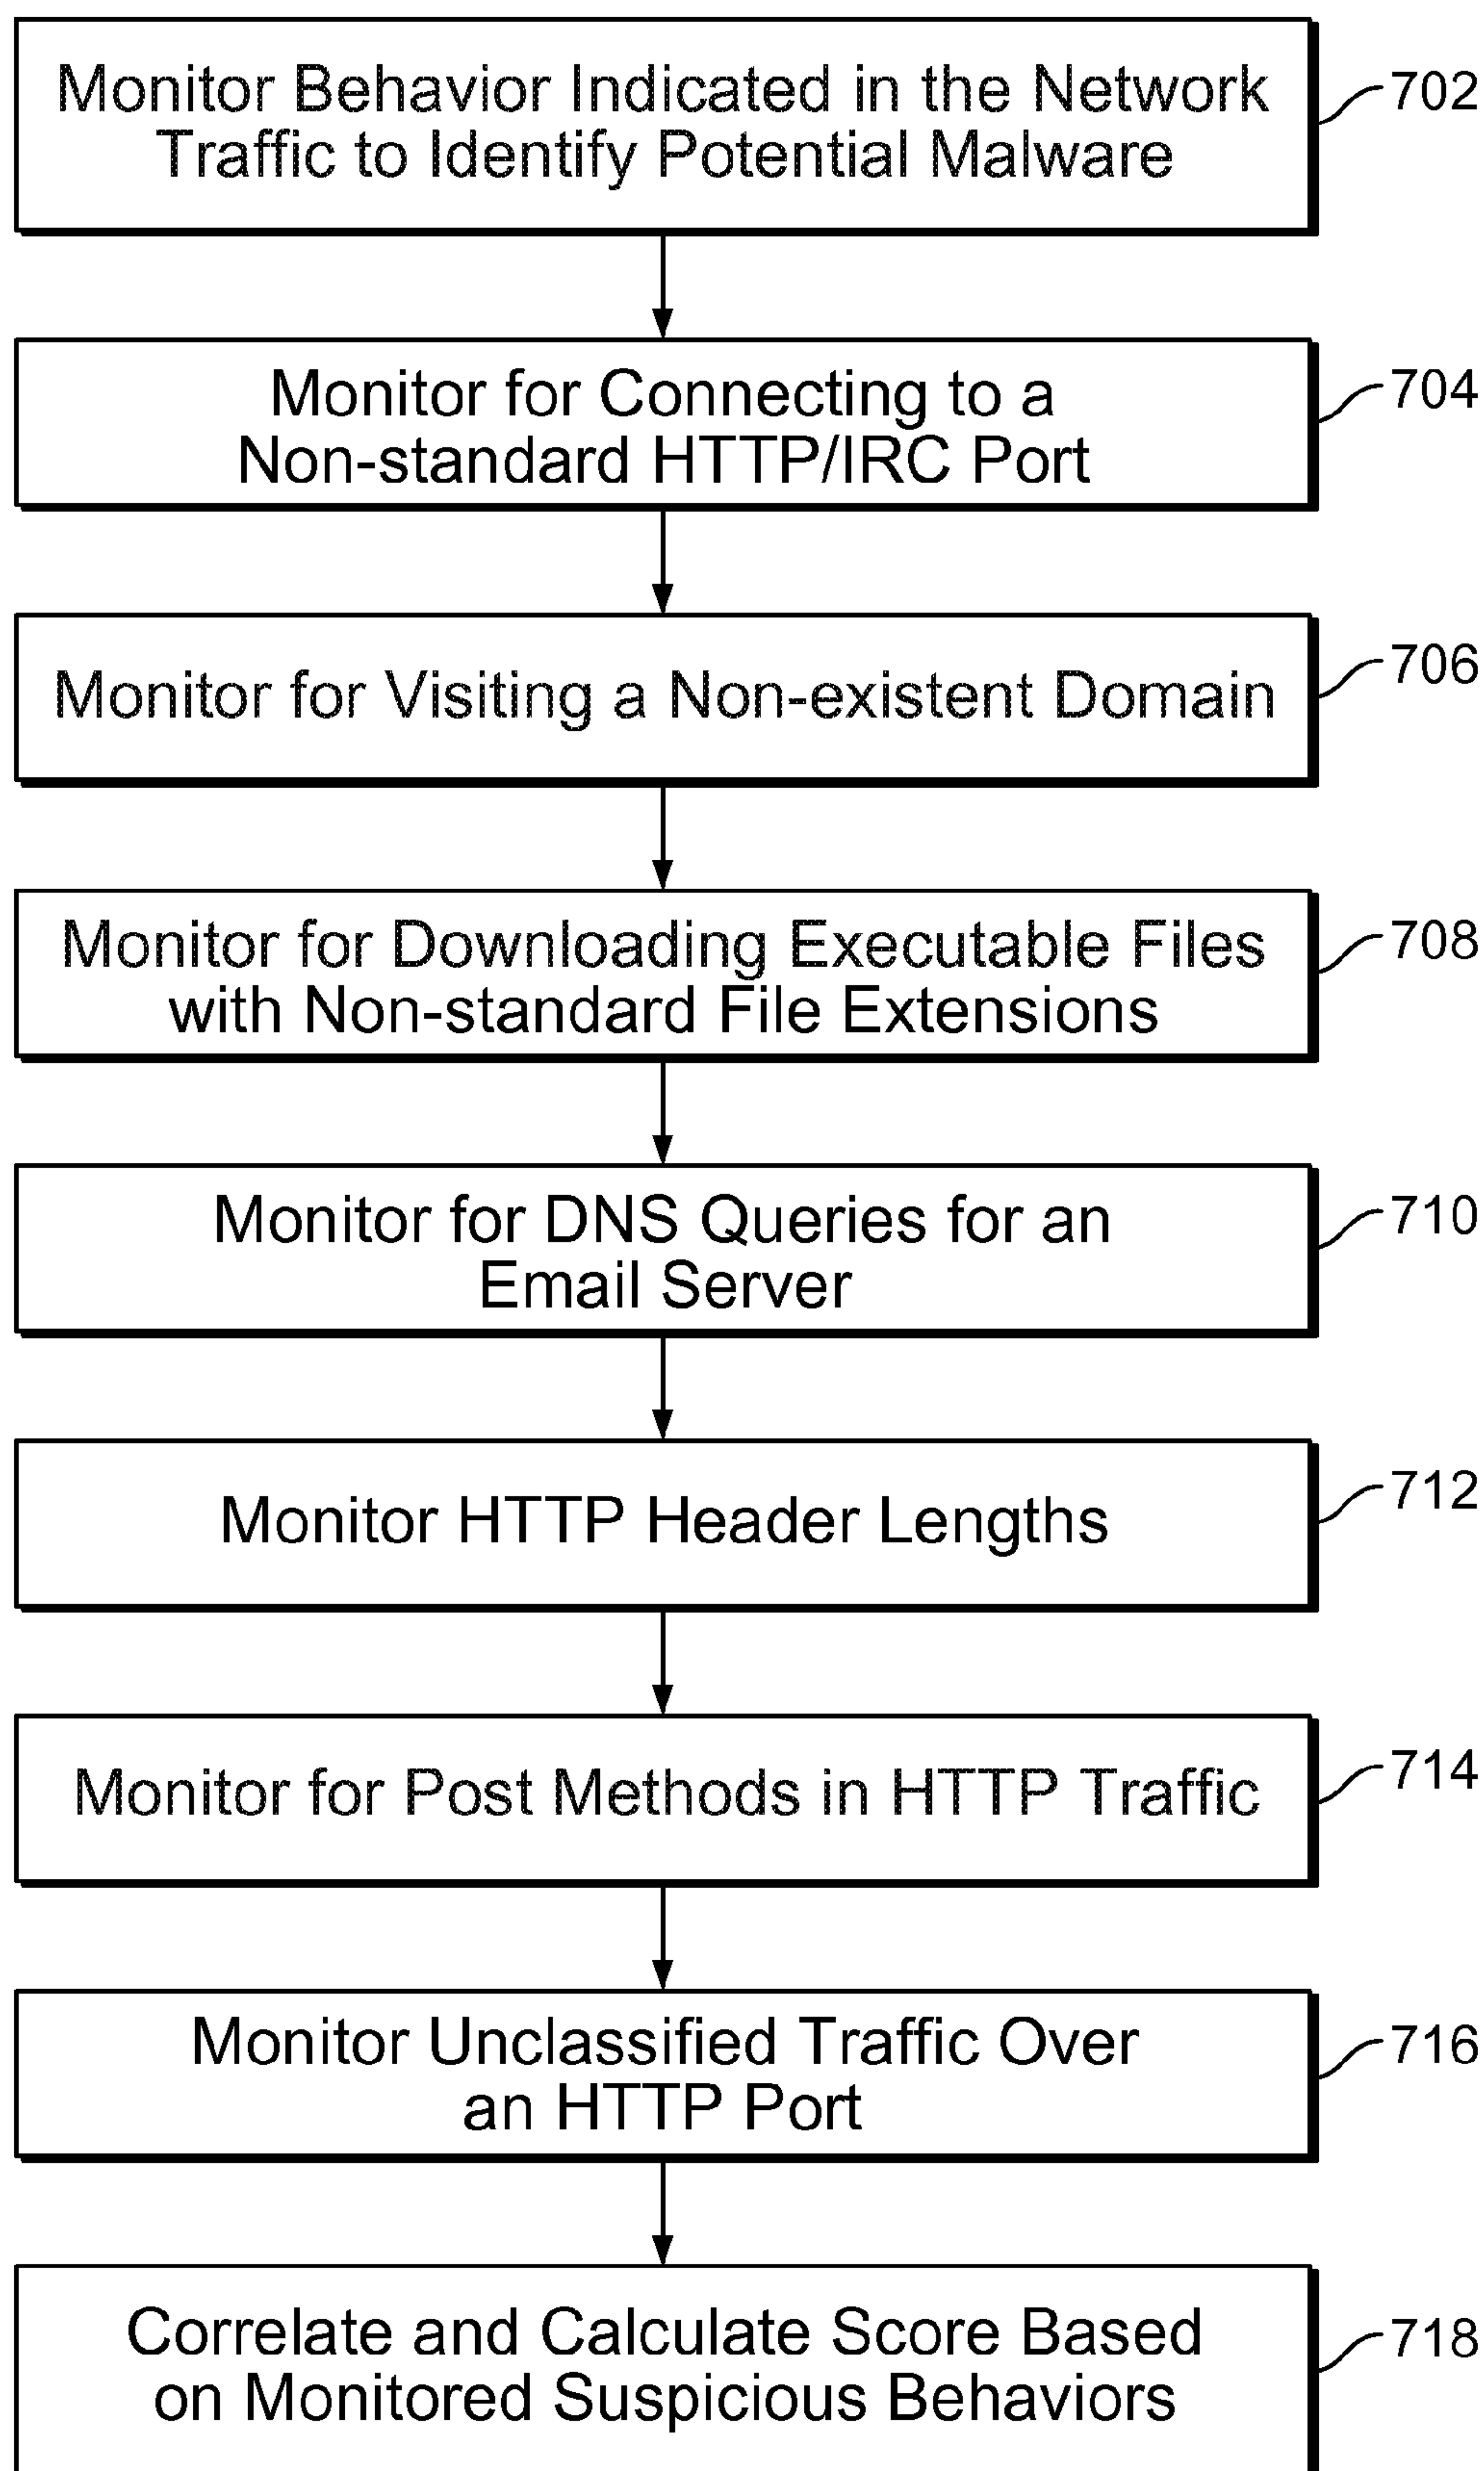 Monitor Behavior Indicated in the Network
Traffic to Identify Potential Malware
702
Monitor for Connecting to a
Non-standard HTTP/IRC Port
704
Monitor for Visiting a Non-existent Domain
706
Monitor for Downloading Executable Files
with Non-standard File Extensions
708
Monitor for DNS Queries for an
Email Server
710
Monitor HTTP Header Lengths
712
Monitor for Post Methods in HTTP Traffic
714
Monitor Unclassified Traffic Over
an HTTP Port
716
Correlate and Calculate Score Based
on Monitored Suspicious Behaviors
718